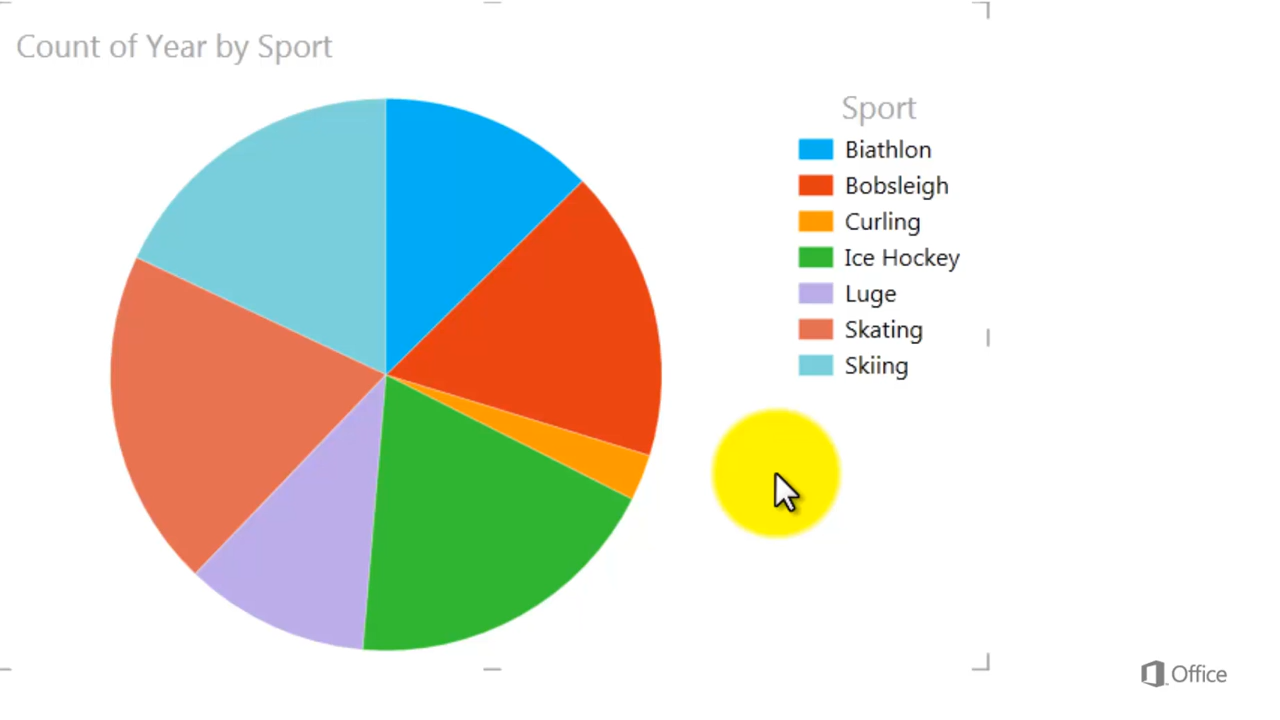 Count of Year by Sport
Sport
Biathlon
Bobsleigh
Curling
Ice Hockey
Luge
Skating
Skiing
Office